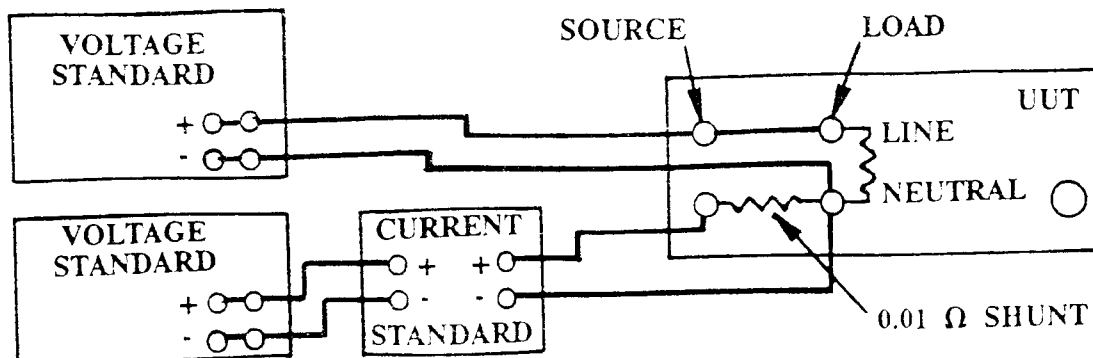 VOLTAGE
STANDARD
+
-
SOURCE
LOAD
UUT
LINE
NEUTRAL
VOLTAGE
STANDARD
+
-
CURRENT
+ +
- -
STANDARD
0.01 Ω SHUNT